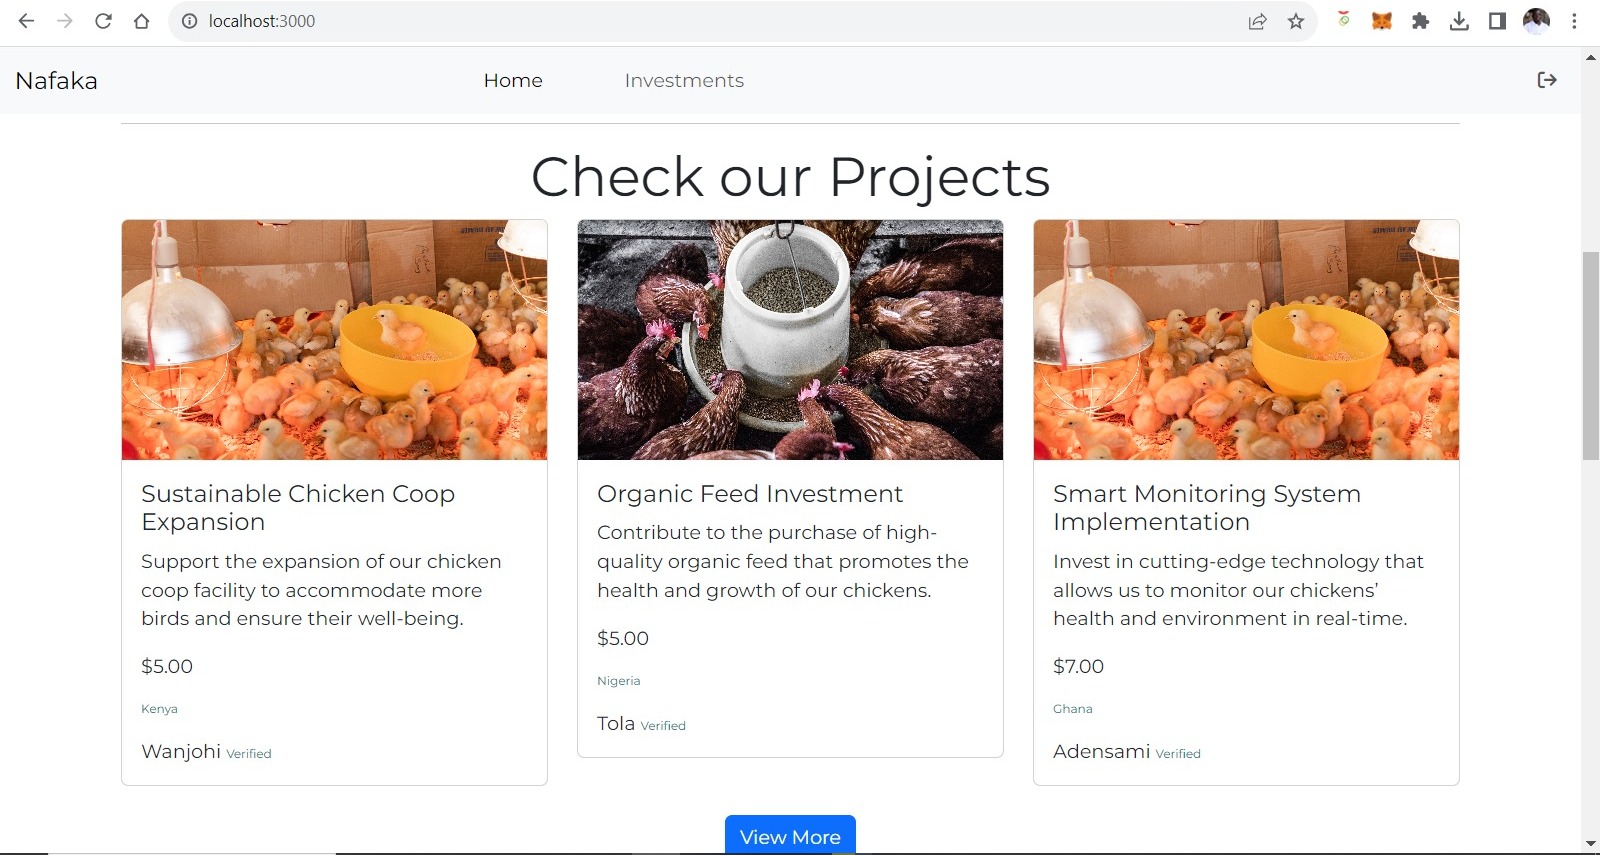 localhost:3000
Nafaka
Home
Investments
Check our Projects
Sustainable Chicken Coop
Expansion
Support the expansion of our chicken
coop facility to accommodate more
birds and ensure their well-being.
$5.00
Kenya
Wanjohi Verified
Organic Feed Investment
Contribute to the purchase of high-
quality organic feed that promotes the
health and growth of our chickens.
$5.00
Nigeria
Tola Verified
Smart Monitoring System
Implementation
Invest in cutting-edge technology that
allows us to monitor our chickens’
health and environment in real-time.
$7.00
Ghana
Adensami Verified
View More